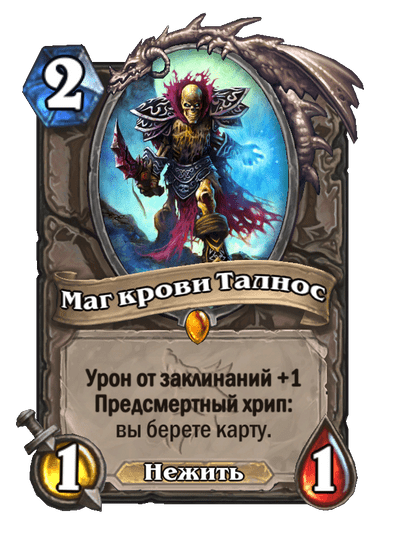 2
Маг крови Талнос
Урон от заклинаний +1
Предсмертный хрип:
вы берете карту.
1
Нежить
1